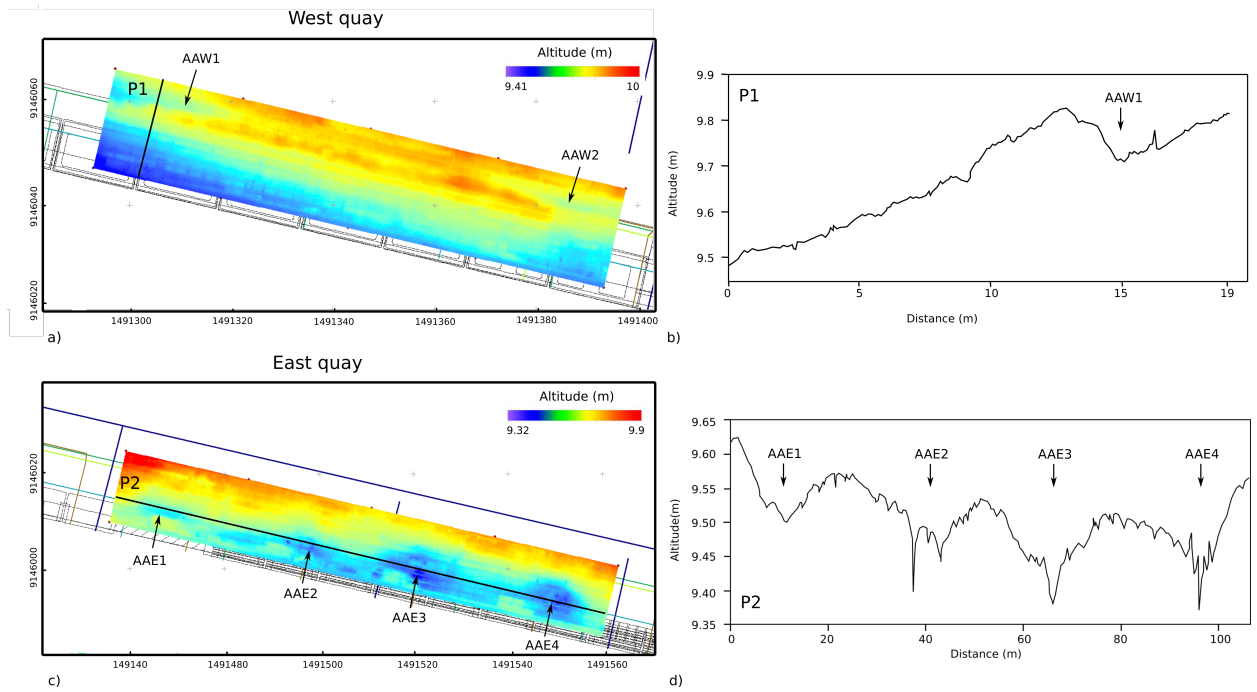 West quay
Altitude (m)
9.41 10
P1
AAW1
AAW2
9146060
9146040
9146020
1491300 1491320 1491340 1491360 1491380 1491400
a)
P1
AAW1
Altitude (m)
9.9
9.8
9.7
9.6
9.5
0 5 10 15 19
Distance (m)
b)
East quay
Altitude (m)
9.32 9.9
P2
AAE1
AAE2
AAE3
AAE4
9146020
9146000
1491140 1491480 1491500 1491520 1491540 1491560
c)
9.65
9.60
9.55
9.50
9.45
9.40
9.35
Altitude(m)
AAE1 AAE2 AAE3 AAE4
P2
0 20 40 60 80 100
Distance (m)
d)